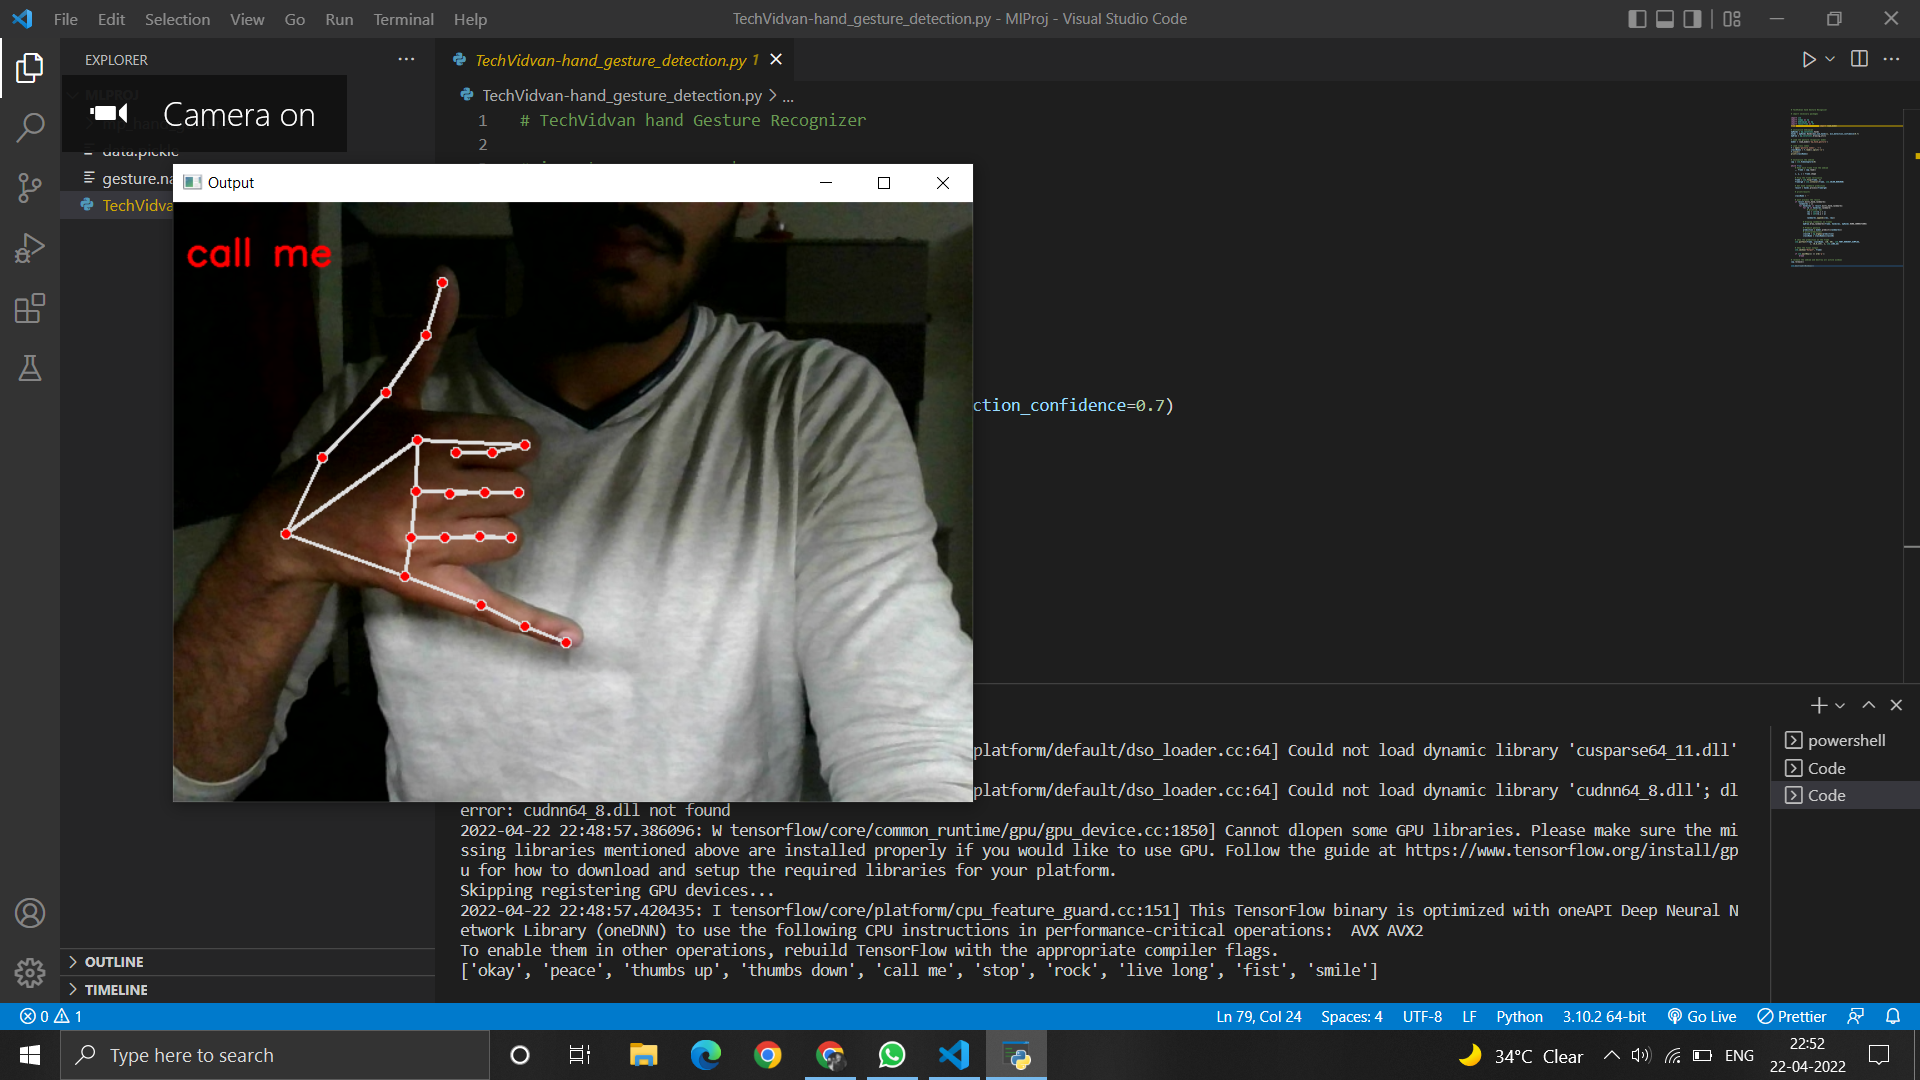 File Edit Selection View Go Run Terminal Help
TechVidvan-hand_gesture_detection.py - MlProj - Visual Studio Code
EXPLORER
TechVidvan-hand_gesture_detection.py 1
Camera on
data.pickle
gesture.na
TechVidva
TechVidvan-hand_gesture_detection.py > ...
1 # TechVidvan hand Gesture Recognizer
2
Output
call me
ction_confidence=0.7)
platform/default/dso_loader.cc:64] Could not load dynamic library 'cusparse64_11.dll'
platform/default/dso_loader.cc:64] Could not load dynamic library 'cudnn64_8.dll'; dl
error: cudnn64_8.dll not found
2022-04-22 22:48:57.386096: W tensorflow/core/common_runtime/gpu/gpu_device.cc:1850] Cannot dlopen some GPU libraries. Please make sure the mi
ssing libraries mentioned above are installed properly if you would like to use GPU. Follow the guide at https://www.tensorflow.org/install/gp
u for how to download and setup the required libraries for your platform.
Skipping registering GPU devices...
2022-04-22 22:48:57.420435: I tensorflow/core/platform/cpu_feature_guard.cc:151] This TensorFlow binary is optimized with oneAPI Deep Neural N
etwork Library (oneDNN) to use the following CPU instructions in performance-critical operations:  AVX AVX2
To enable them in other operations, rebuild TensorFlow with the appropriate compiler flags.
['okay', 'peace', 'thumbs up', 'thumbs down', 'call me', 'stop', 'rock', 'live long', 'fist', 'smile']
powershell
Code
Code
OUTLINE
TIMELINE
0 1
Ln 79, Col 24 Spaces: 4 UTF-8 LF Python 3.10.2 64-bit Go Live Prettier
Type here to search
34°C Clear
ENG
22:52
22-04-2022